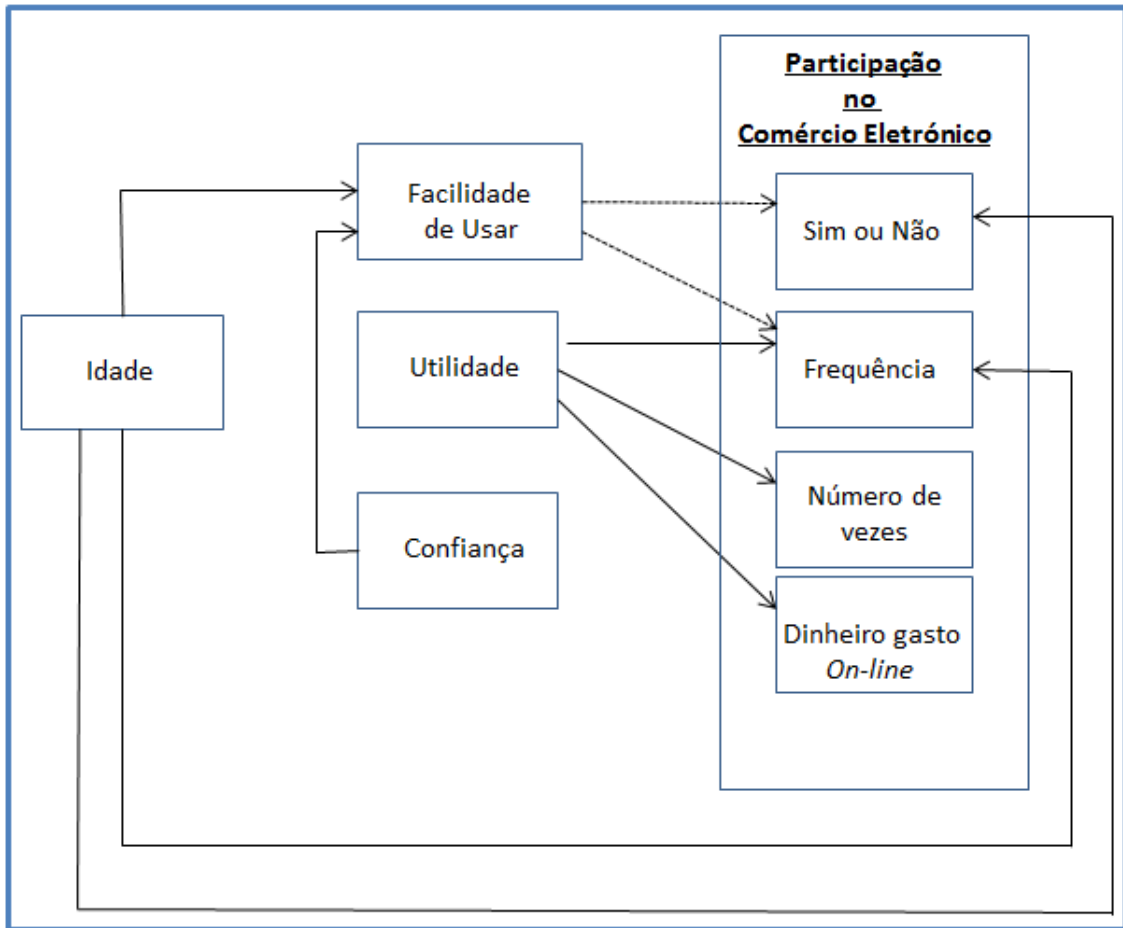 Participação
no
Comércio Eletrónico
Facilidade
de Usar
Sim ou Não
Idade
Utilidade
Frequência
Confiança
Número de
vezes
Dinheiro gasto
On-line